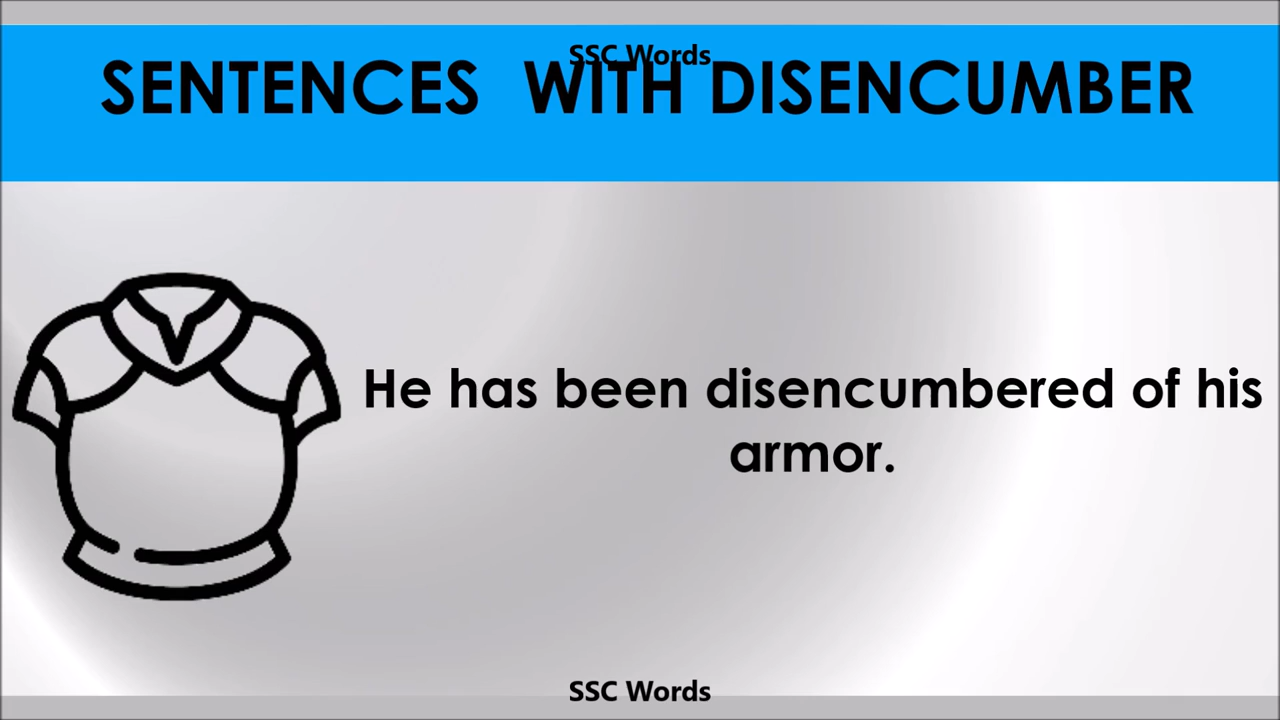 SSC Words
SENTENCES WITH DISENCUMBER
He has been disencumbered of his
armor.
SSC Words